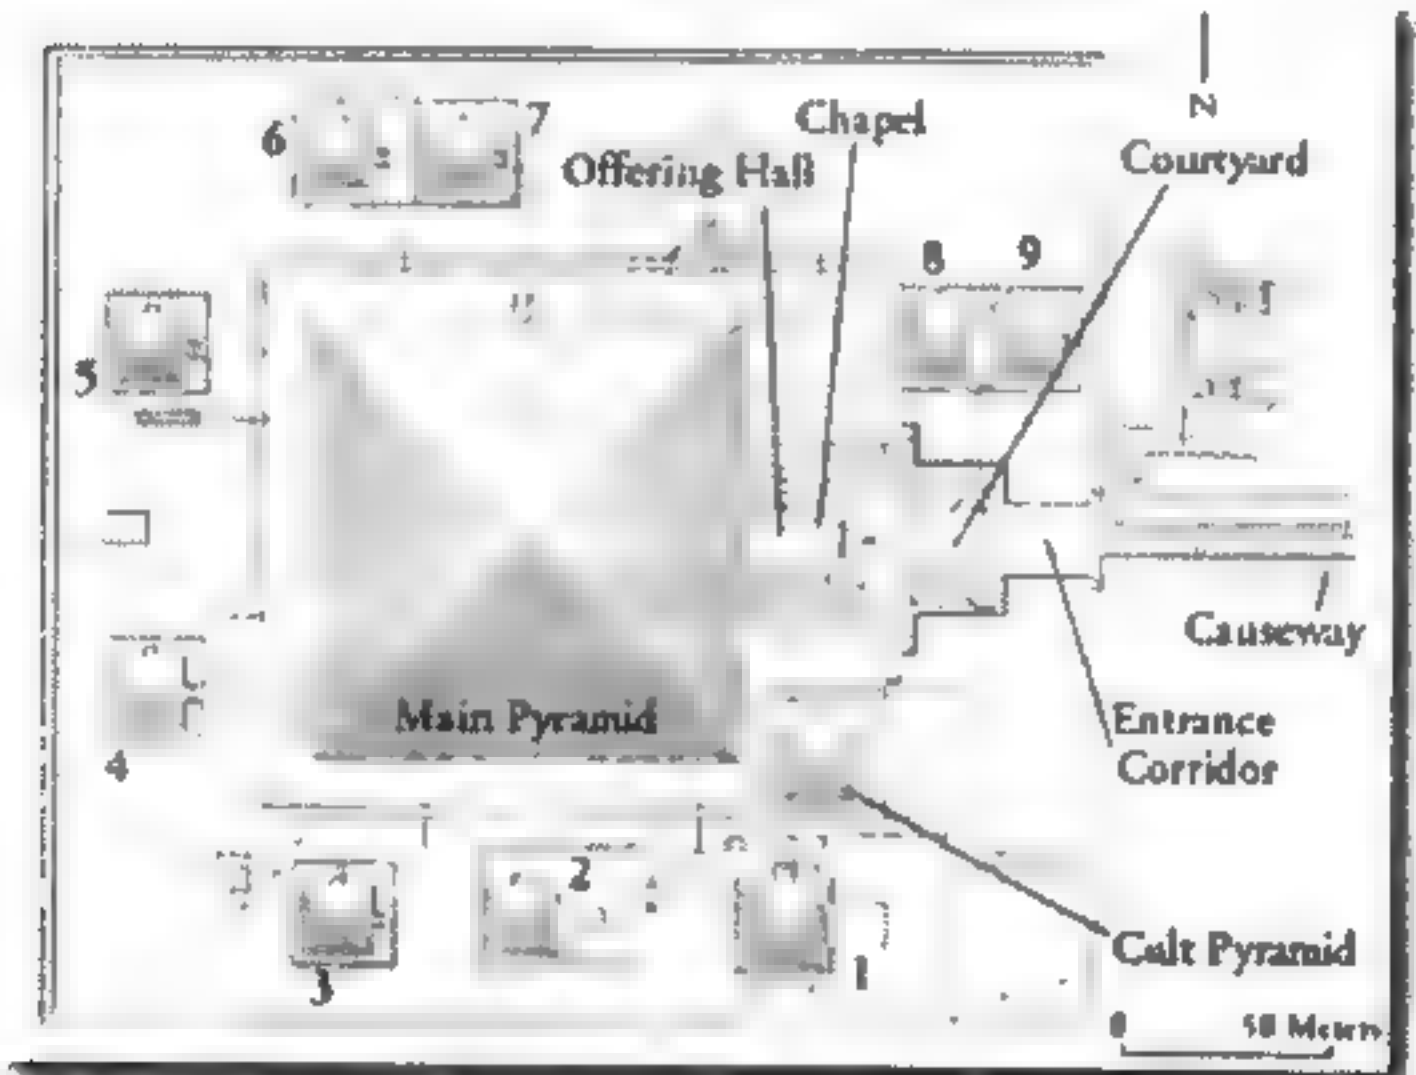 N
6
7
Chapel
Offering Hall
Courtyard
8
9
5
Causeway
Main Pyramid
Entrance
Corridor
4
2
3
1
Cult Pyramid
0
50 Meters